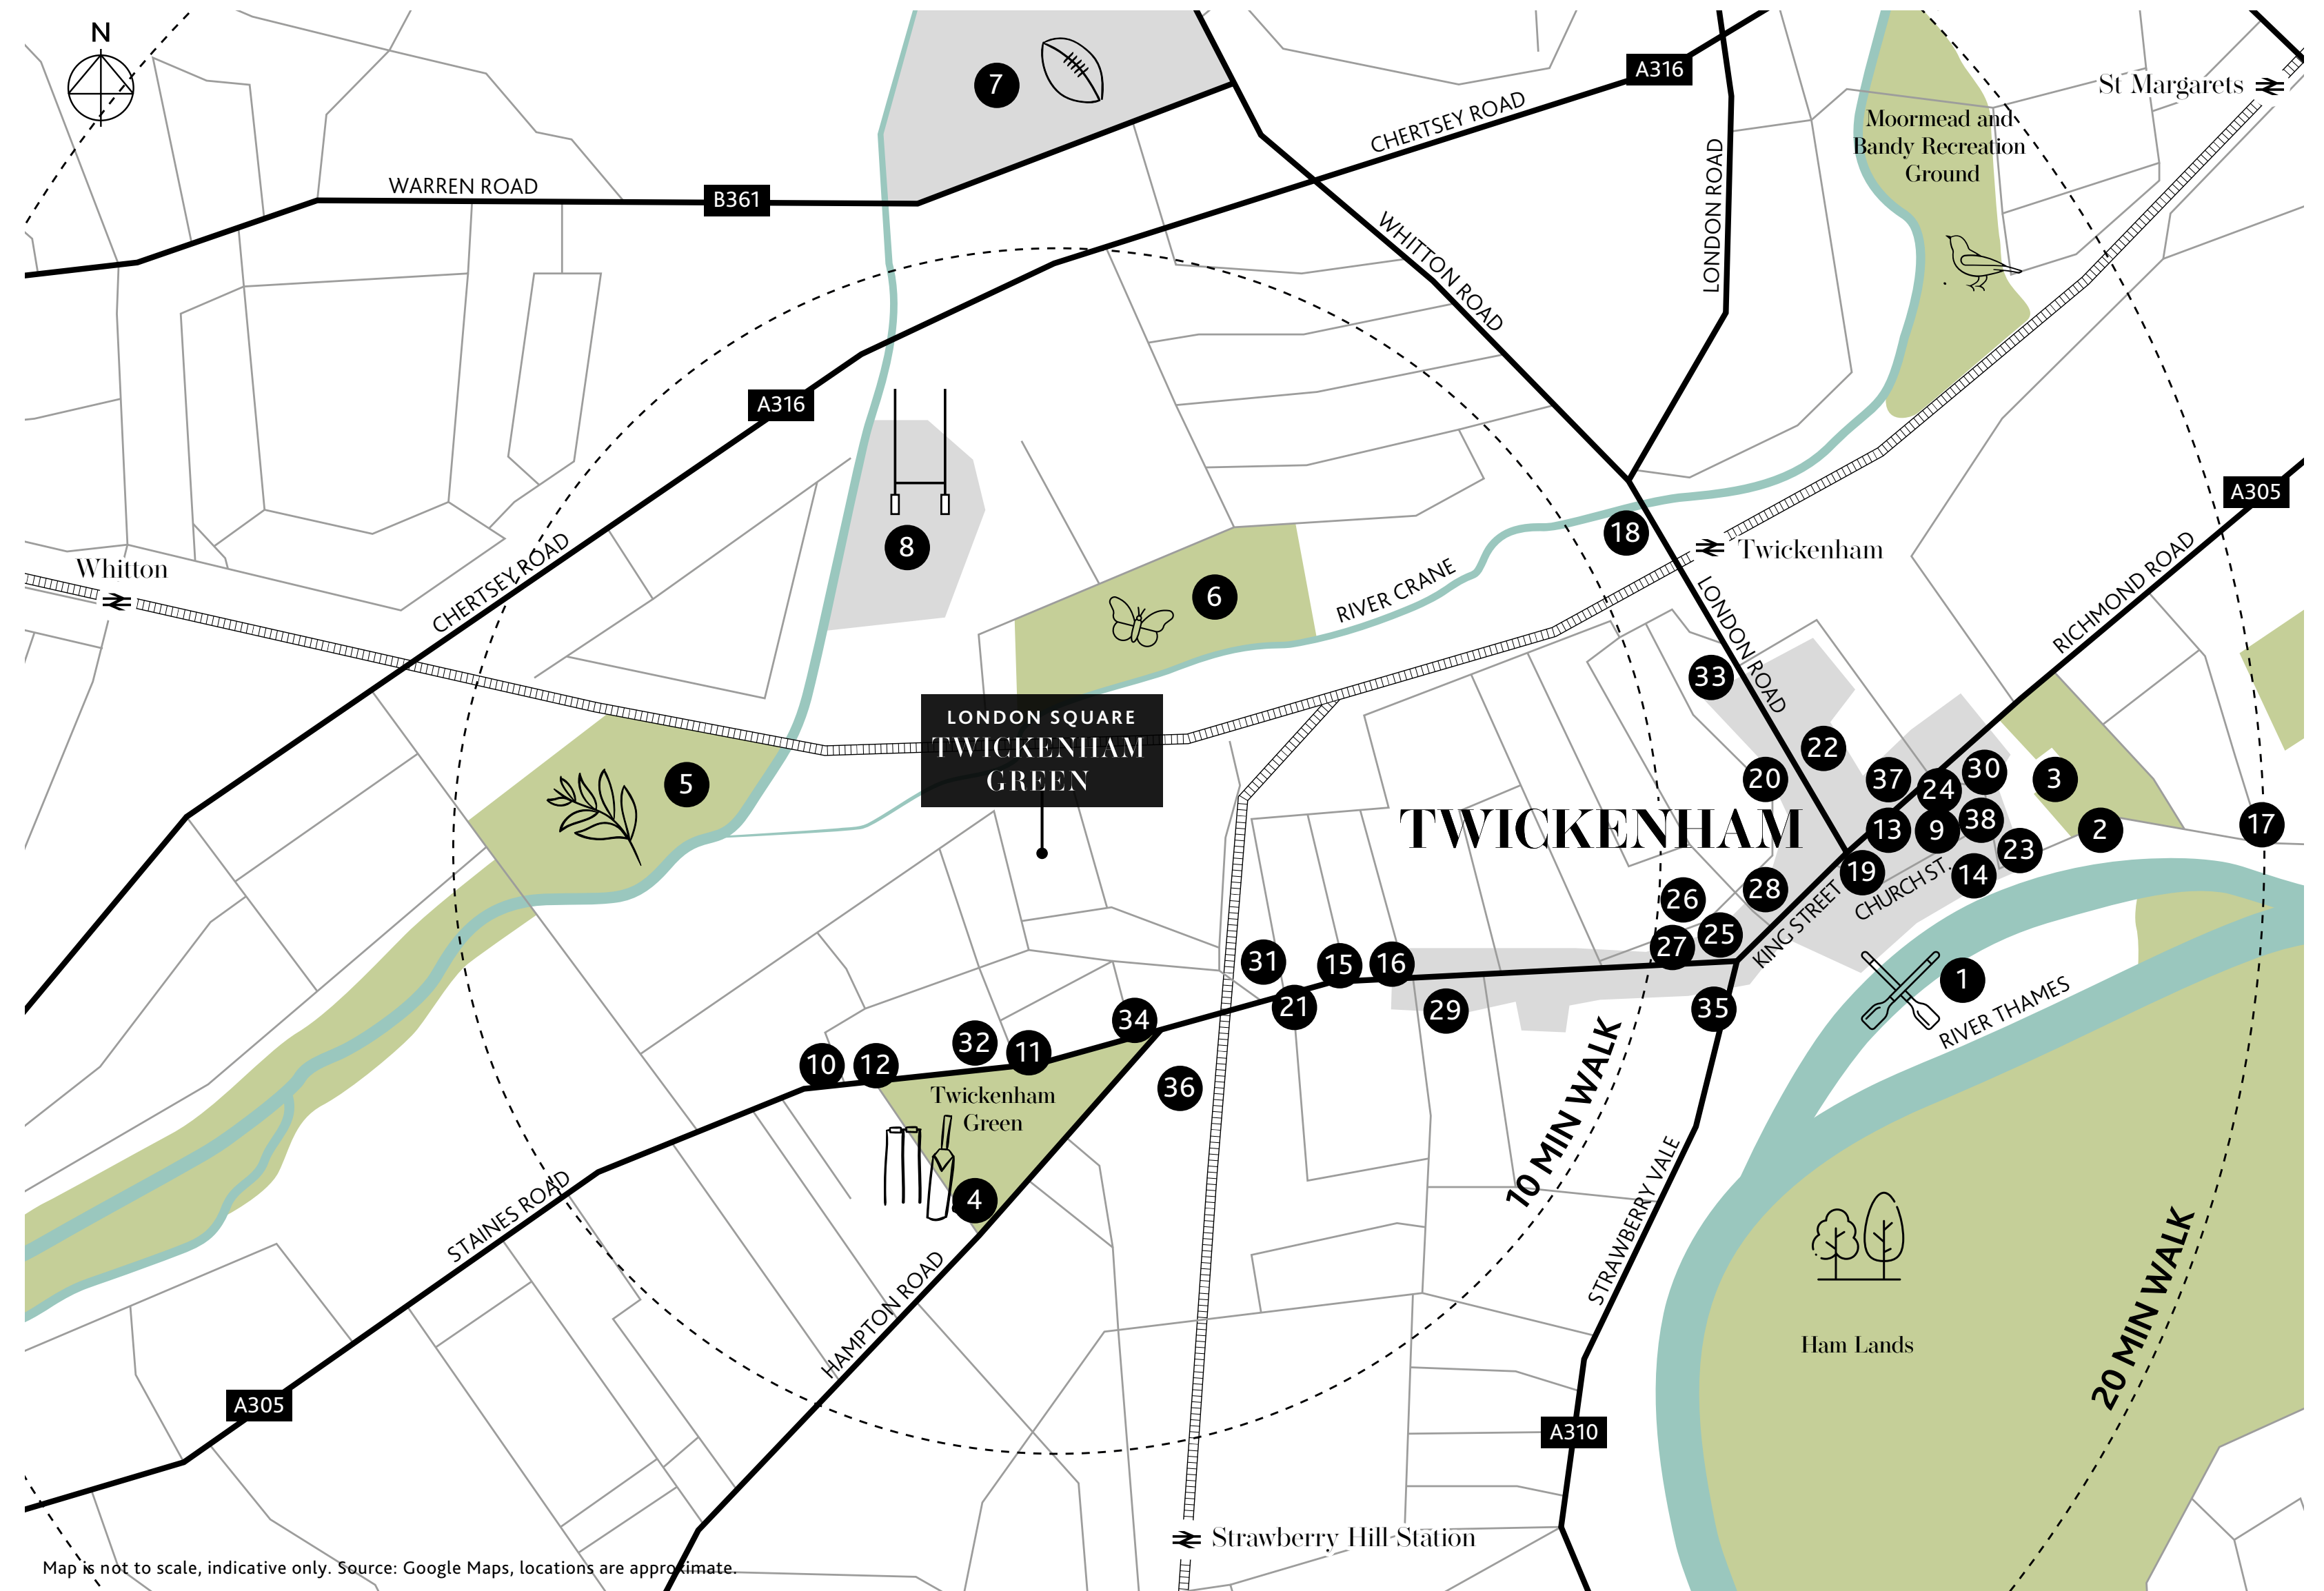 N
7
A316
St Margarets
CHERTSEY ROAD
Moormead and
Bandy Recreation
Ground
WARREN ROAD
B361
LONDON ROAD
WHITTON ROAD
A316
A305
18
Twickenham
8
CHERTSEY ROAD
Whitton
6
RIVER CRANE
RICHMOND ROAD
LONDON ROAD
33
LONDON SQUARE
TWICKENHAM
GREEN
5
22
20
37
24
30
3
TWICKENHAM
13
9
38
2
17
23
19
14
CHURCH ST.
28
26
25
27
KING STREET
31
15
16
1
21
29
35
RIVER THAMES
34
32
11
10
12
36
Twickenham
Green
10 MIN WALK
4
STAINES ROAD
STRAWBERRY VALE
HAMPTON ROAD
20 MIN WALK
Ham Lands
A305
A310
Strawberry Hill Station
Map is not to scale, indicative only. Source: Google Maps, locations are approximate.